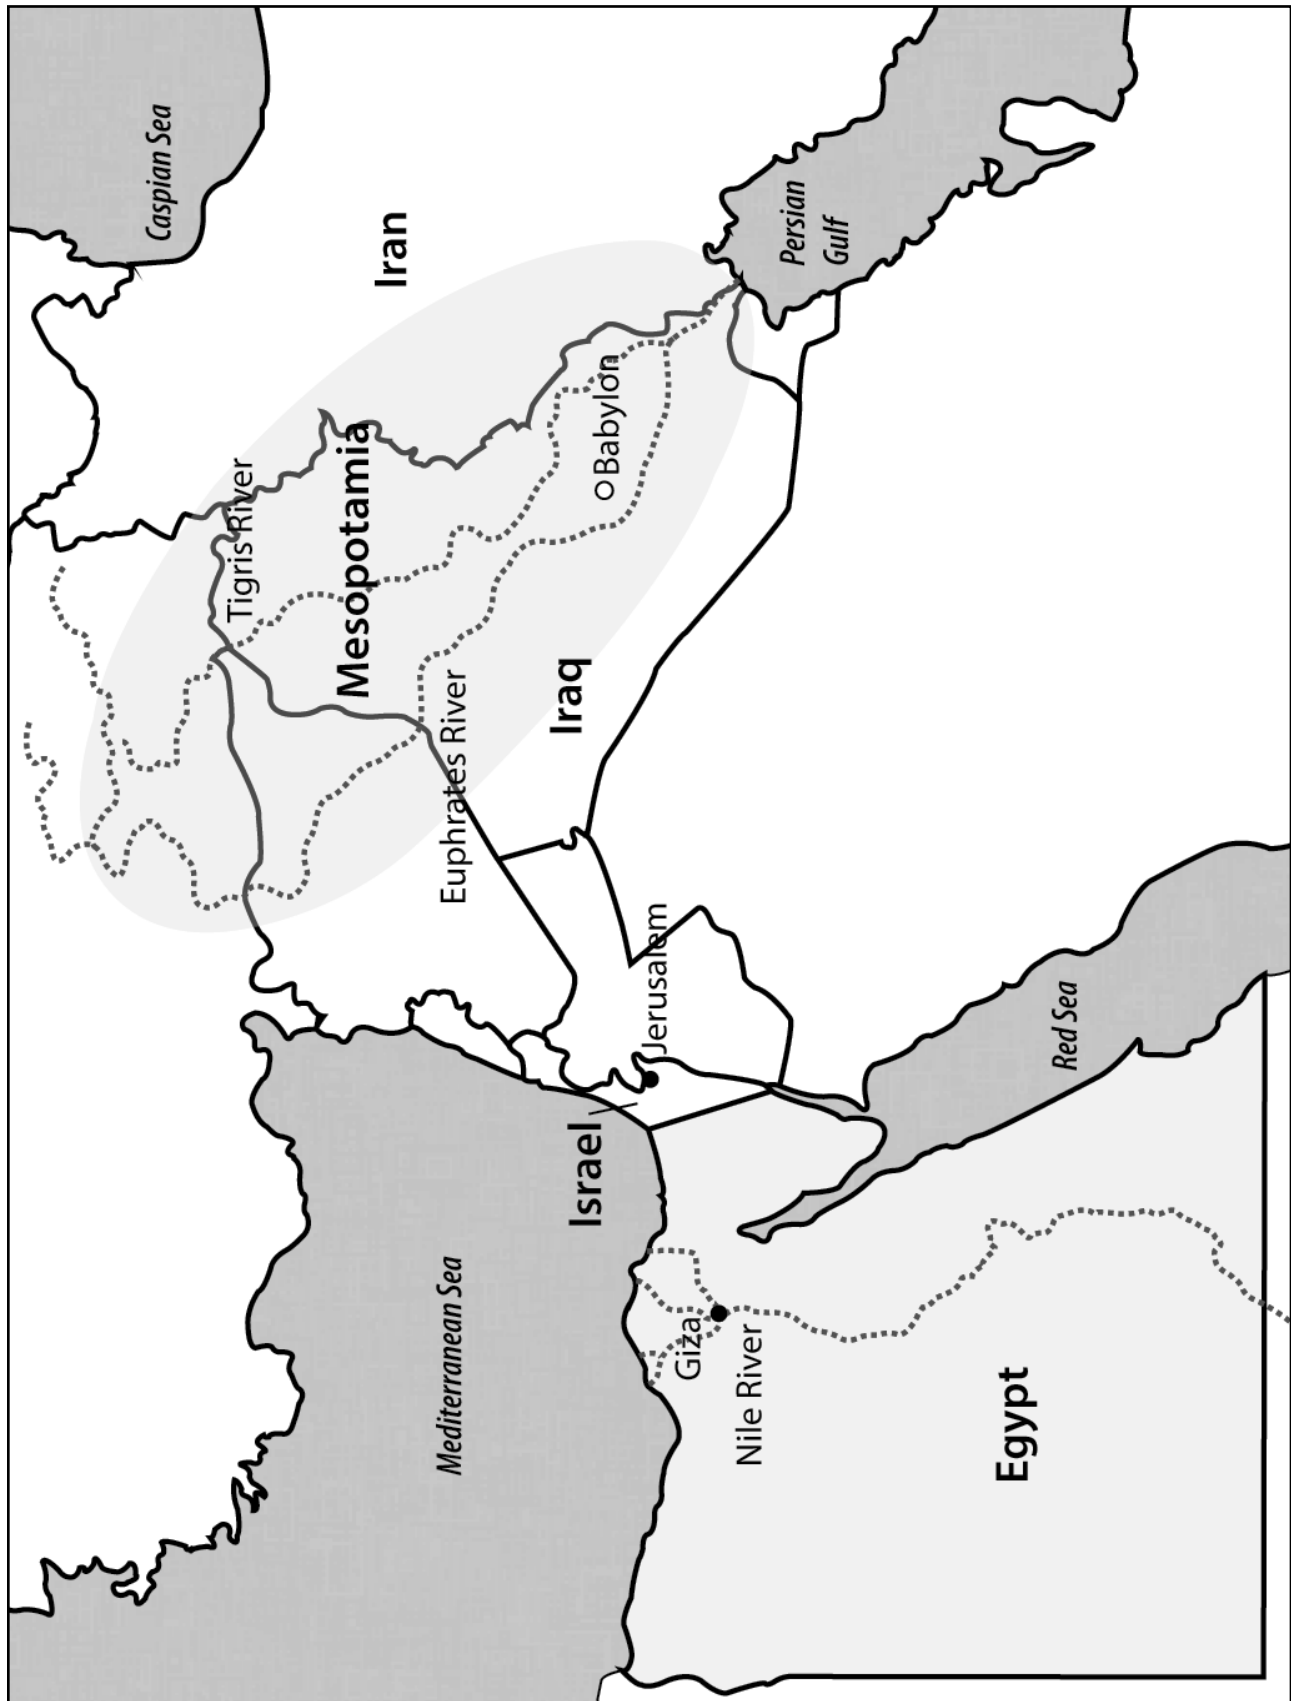 Caspian Sea
Iran
Tigris River
Mesopotamia
Babylon
Persian
Gulf
Euphrates River
Iraq
Jerusalem
Israel
Mediterranean Sea
Red Sea
Giza
Nile River
Egypt